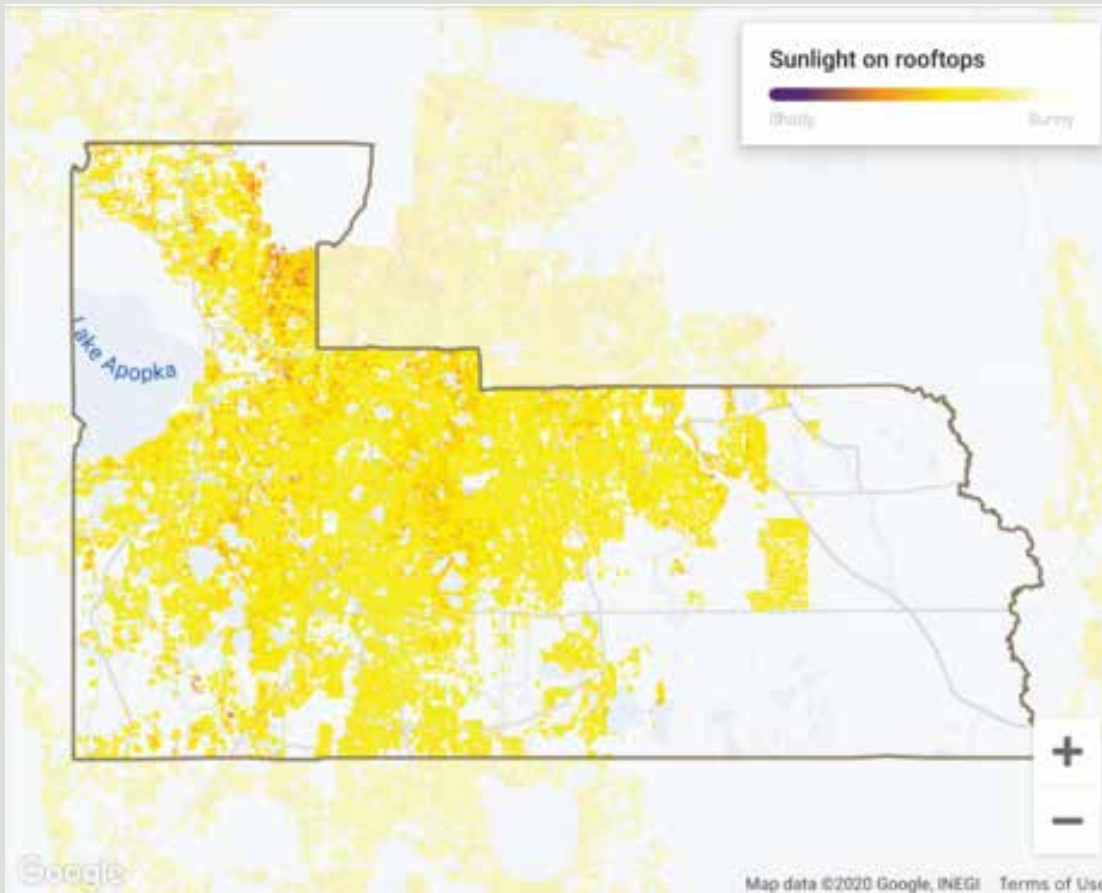 Sunlight on rooftops
Shady Sunny
Lake Apopka
Google
Map data ©2020 Google, INEGI Terms of Use